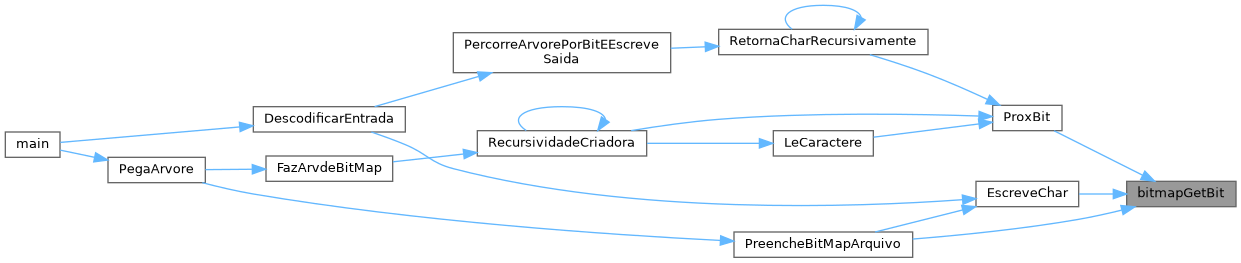 PercorreArvorePorBitEEscreve
Saida
RetornaCharRecursivamente
DescodificarEntrada
ProxBit
main
RecursividadeCriadora
LeCaractere
PegaArvore
FazArvdeBitMap
EscreveChar
bitmapGetBit
PreencheBitMapArquivo